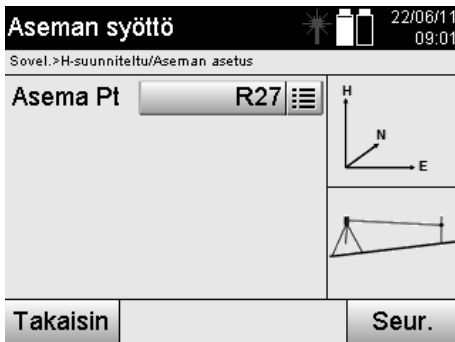 Aseman syöttö
22/06/11
09:01
Sovel.>H-suunniteltu/Aseman asetus
Asema Pt R27
H
N
E
Takaisin Seur.